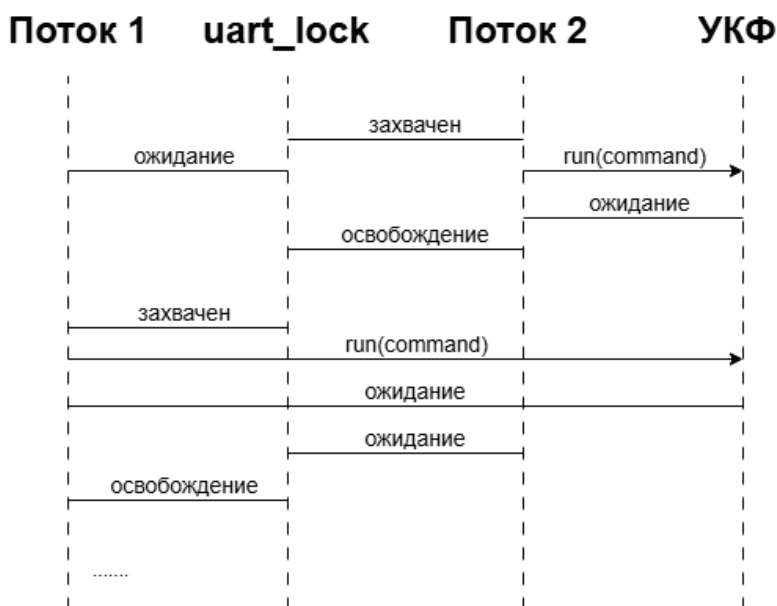 Поток 1 uart_lock Поток 2 УКФ
захвачен
ожидание run(command)
ожидание
освобождение
захвачен
run(command)
ожидание
ожидание
освобождение
.......